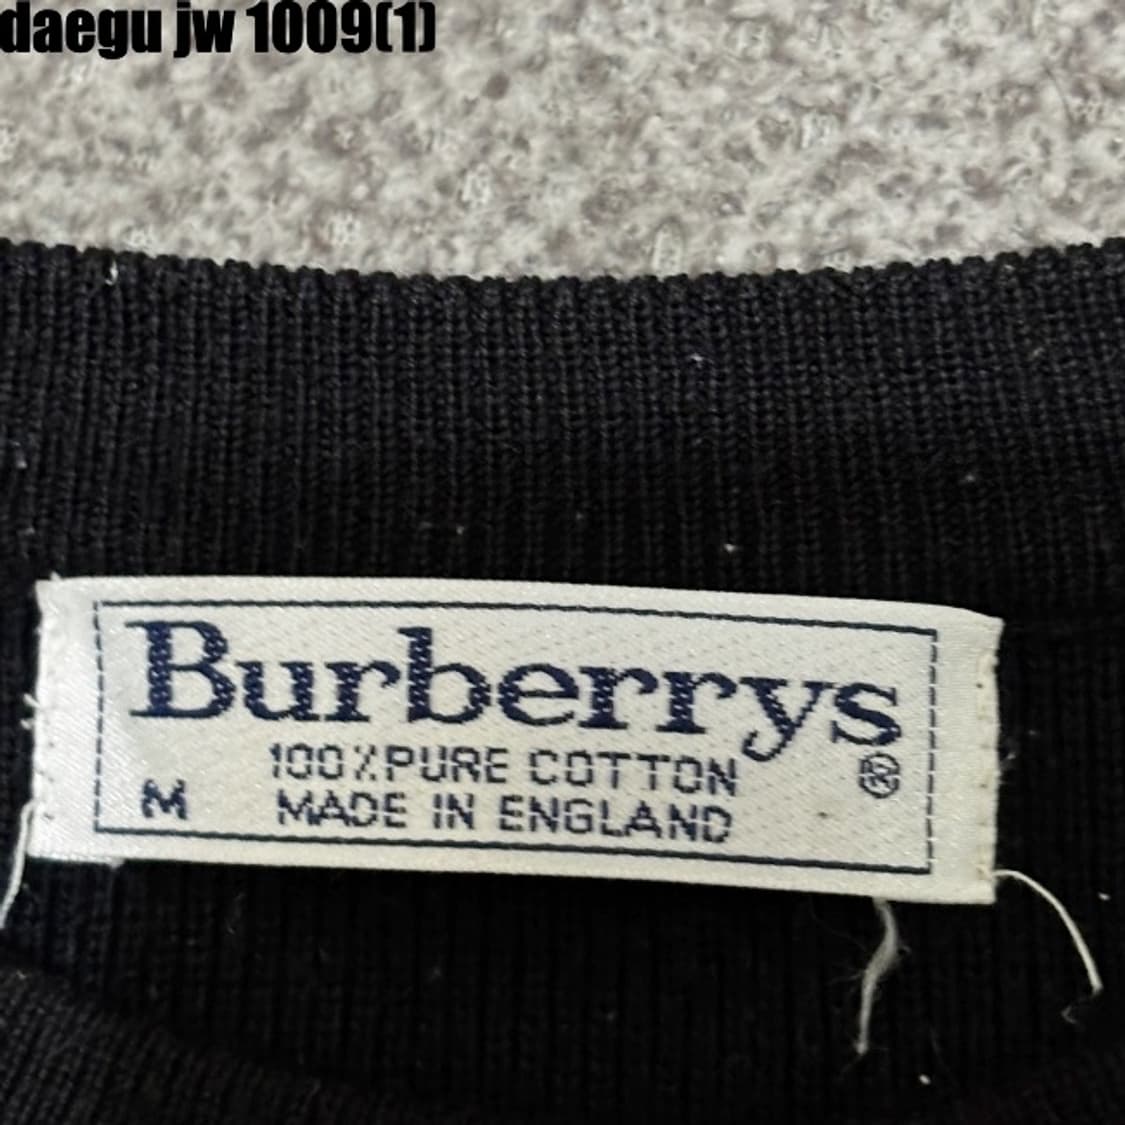 daegu jw 1009(1)
Burberrys
®
100%PURE COTTON
M MADE IN ENGLAND